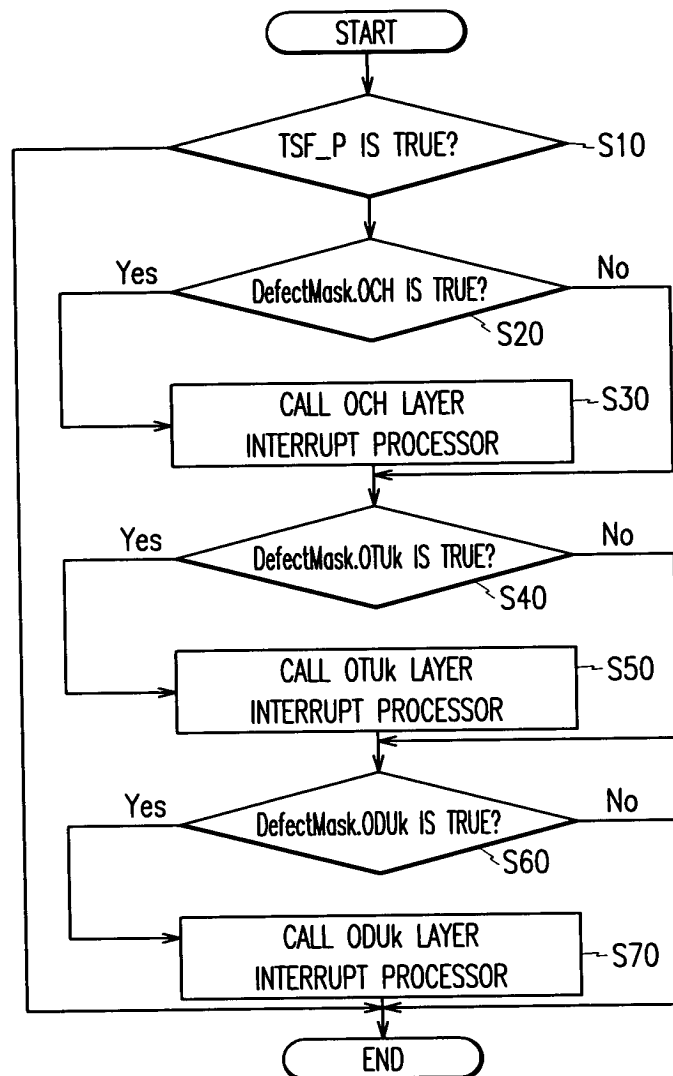 START
TSF_P IS TRUE?
S10
Yes
DefectMask.OCH IS TRUE?
No
S20
CALL OCH LAYER
INTERRUPT PROCESSOR
S30
Yes
DefectMask.OTUk IS TRUE?
No
S40
CALL OTUk LAYER
INTERRUPT PROCESSOR
S50
Yes
DefectMask.ODUk IS TRUE?
No
S60
CALL ODUk LAYER
INTERRUPT PROCESSOR
S70
END